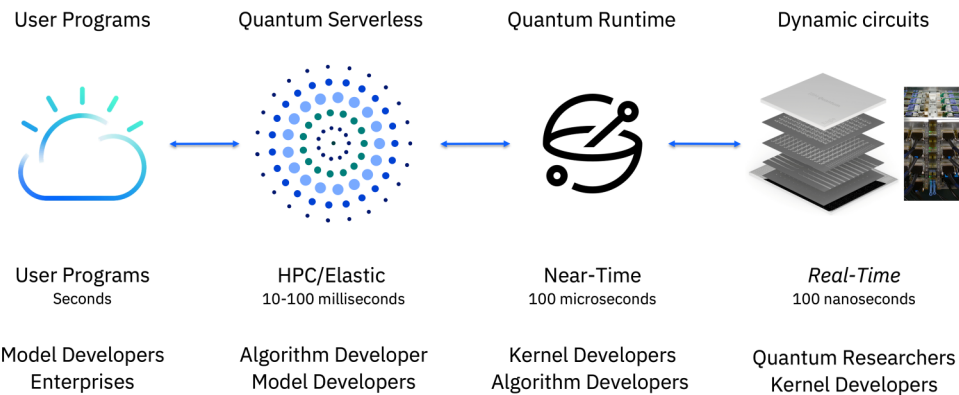 User Programs
Quantum Serverless
Quantum Runtime
Dynamic circuits
User Programs
Seconds
HPC/Elastic
10-100 milliseconds
Near-Time
100 microseconds
Real-Time
100 nanoseconds
Model Developers
Enterprises
Algorithm Developer
Model Developers
Kernel Developers
Algorithm Developers
Quantum Researchers
Kernel Developers